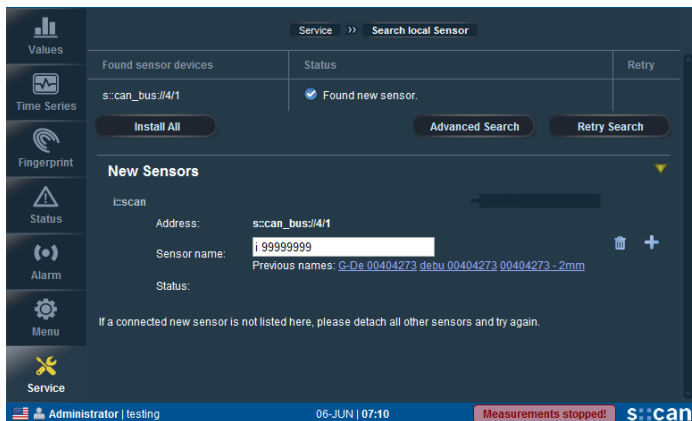 Values
Service ›› Search local Sensor
Found sensor devices Status Retry
s::can_bus://4/1 Found new sensor.
Time Series
Install All Advanced Search Retry Search
Fingerprint
New Sensors
i::scan
Status
Address: s::can_bus://4/1
Sensor name: i 99999999
Previous names: G-De 00404273 debu 00404273 00404273 - 2mm
Alarm
Status:
If a connected new sensor is not listed here, please detach all other sensors and try again.
Menu
Service
Administrator | testing 06-JUN | 07:10 Measurements stopped! s::can